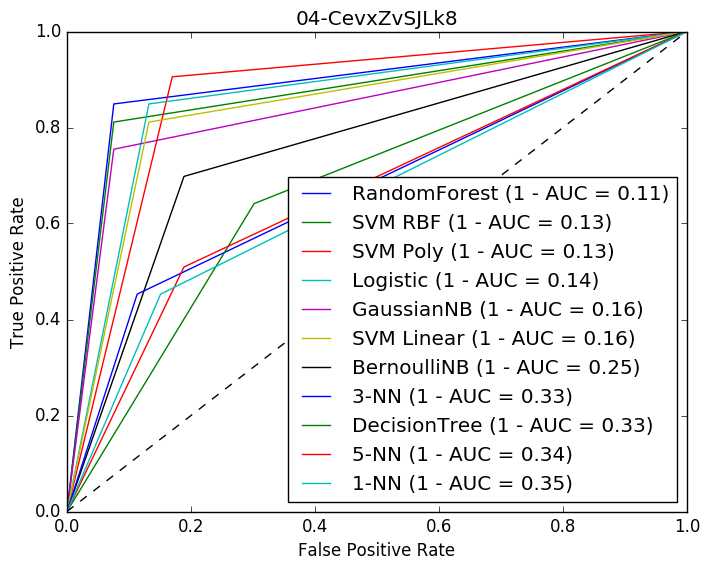 04-CevxZvSJLk8
1.0
0.8
0.6
0.4
0.2
0.0
True Positive Rate
RandomForest (1 - AUC = 0.11)
SVM RBF (1 - AUC = 0.13)
SVM Poly (1 - AUC = 0.13)
Logistic (1 - AUC = 0.14)
GaussianNB (1 - AUC = 0.16)
SVM Linear (1 - AUC = 0.16)
BernoulliNB (1 - AUC = 0.25)
3-NN (1 - AUC = 0.33)
DecisionTree (1 - AUC = 0.33)
5-NN (1 - AUC = 0.34)
1-NN (1 - AUC = 0.35)
0.0 0.2 0.4 0.6 0.8 1.0
False Positive Rate